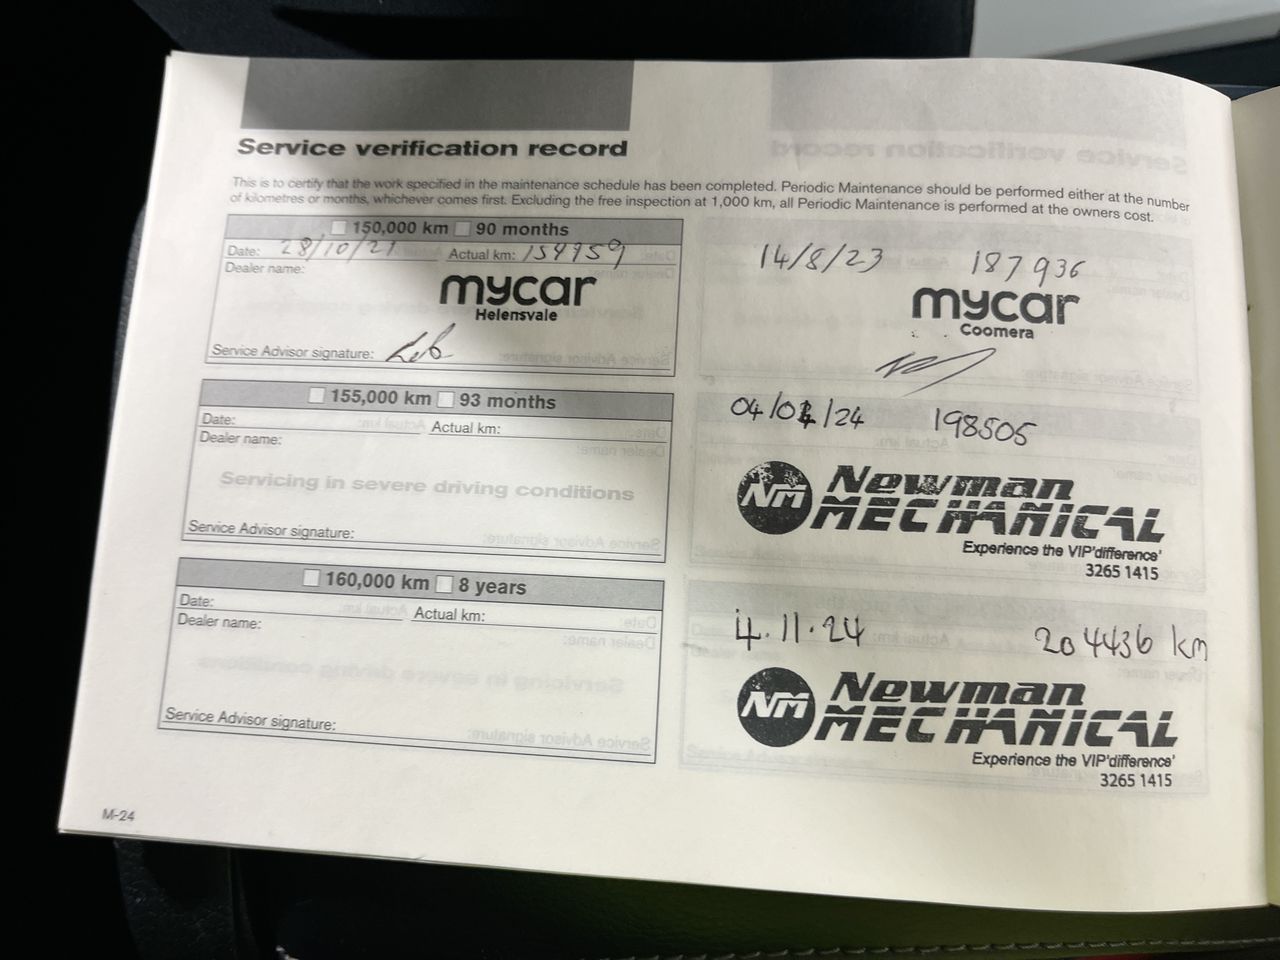 Service verification record
This is to certify that the work specified in the maintenance schedule has been completed. Periodic Maintenance should be performed either at the number
of kilometres or months, whichever comes first. Excluding the free inspection at 1,000 km, all Periodic Maintenance is performed at the owners cost.
150,000 km 90 months
Date: 28/10/21 Actual km: 154959
Dealer name:
mycar
Helensvale
Service Advisor signature:
155,000 km 93 months
Date: Actual km:
Dealer name:
Servicing in severe driving conditions
Service Advisor signature:
160,000 km 8 years
Date: Actual km:
Dealer name:
Service Advisor signature:
M-24
14/8/23 187936
mycar
Coomera
04/ /24 198505
NM Newman
MECHANICAL
Experience the VIP'difference'
3265 1415
4.11.24 204436 km
NM Newman
MECHANICAL
Experience the VIP'difference'
3265 1415